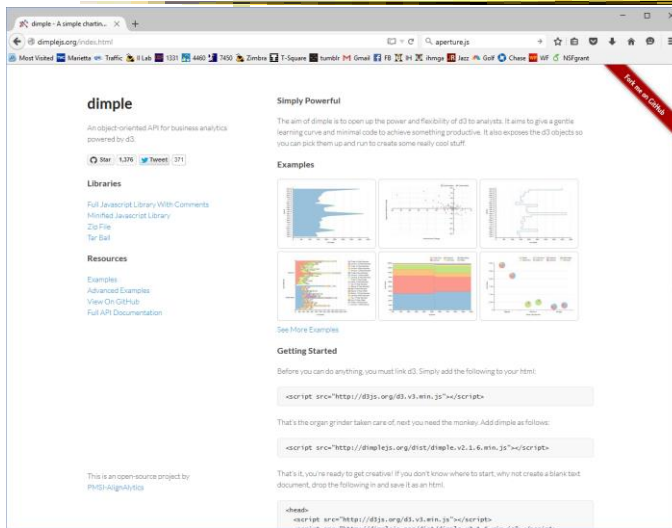 dimple - A simple chartin...
dimplejs.org/index.html
aperture.js
Most Visited Marietta Traffic II Lab 1331 4460 7450 Zimbra T-Square tumblr Gmail FB IH ihmge Jazz Golf Chase WF NSFgrant
Fork me on GitHub
dimple
An object-oriented API for business analytics
powered by d3.
Star 1,376 Tweet 371
Libraries
Full Javascript Library With Comments
Minified Javascript Library
Zip File
Tar Ball
Resources
Examples
Advanced Examples
View On GitHub
Full API Documentation
This is an open-source project by
PMSI-AlignAlytics
Simply Powerful
The aim of dimple is to open up the power and flexibility of d3 to analysts. It aims to give a gentle
learning curve and minimal code to achieve something productive. It also exposes the d3 objects so
you can pick them up and run to create some really cool stuff.
Examples
See More Examples
Getting Started
Before you can do anything, you must link d3. Simply add the following to your html:
<script src="http://d3js.org/d3.v3.min.js"></script>
That's the organ grinder taken care of, next you need the monkey. Add dimple as follows:
<script src="http://dimplejs.org/dist/dimple.v2.1.6.min.js"></script>
That's it, you're ready to get creative! If you don't know where to start, why not create a blank text
document, drop the following in and save it as an html.
<head>
<script src="http://d3js.org/d3.v3.min.js"></script>